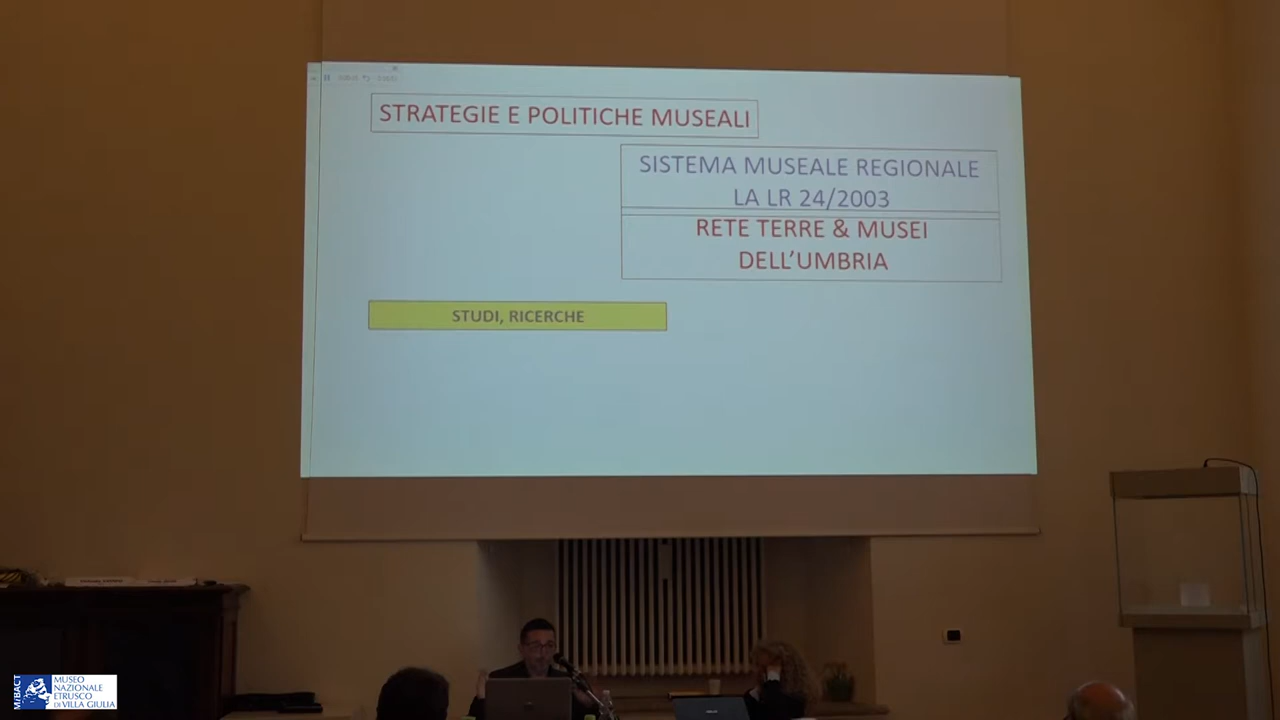 STRATEGIE E POLITICHE MUSEALI
SISTEMA MUSEALE REGIONALE
LA LR 24/2003
RETE TERRE & MUSEI
DELL'UMBRIA
STUDI, RICERCHE
MiBACT
MUSEO
NAZIONALE
ETRUSCO
DI VILLA GIULIA